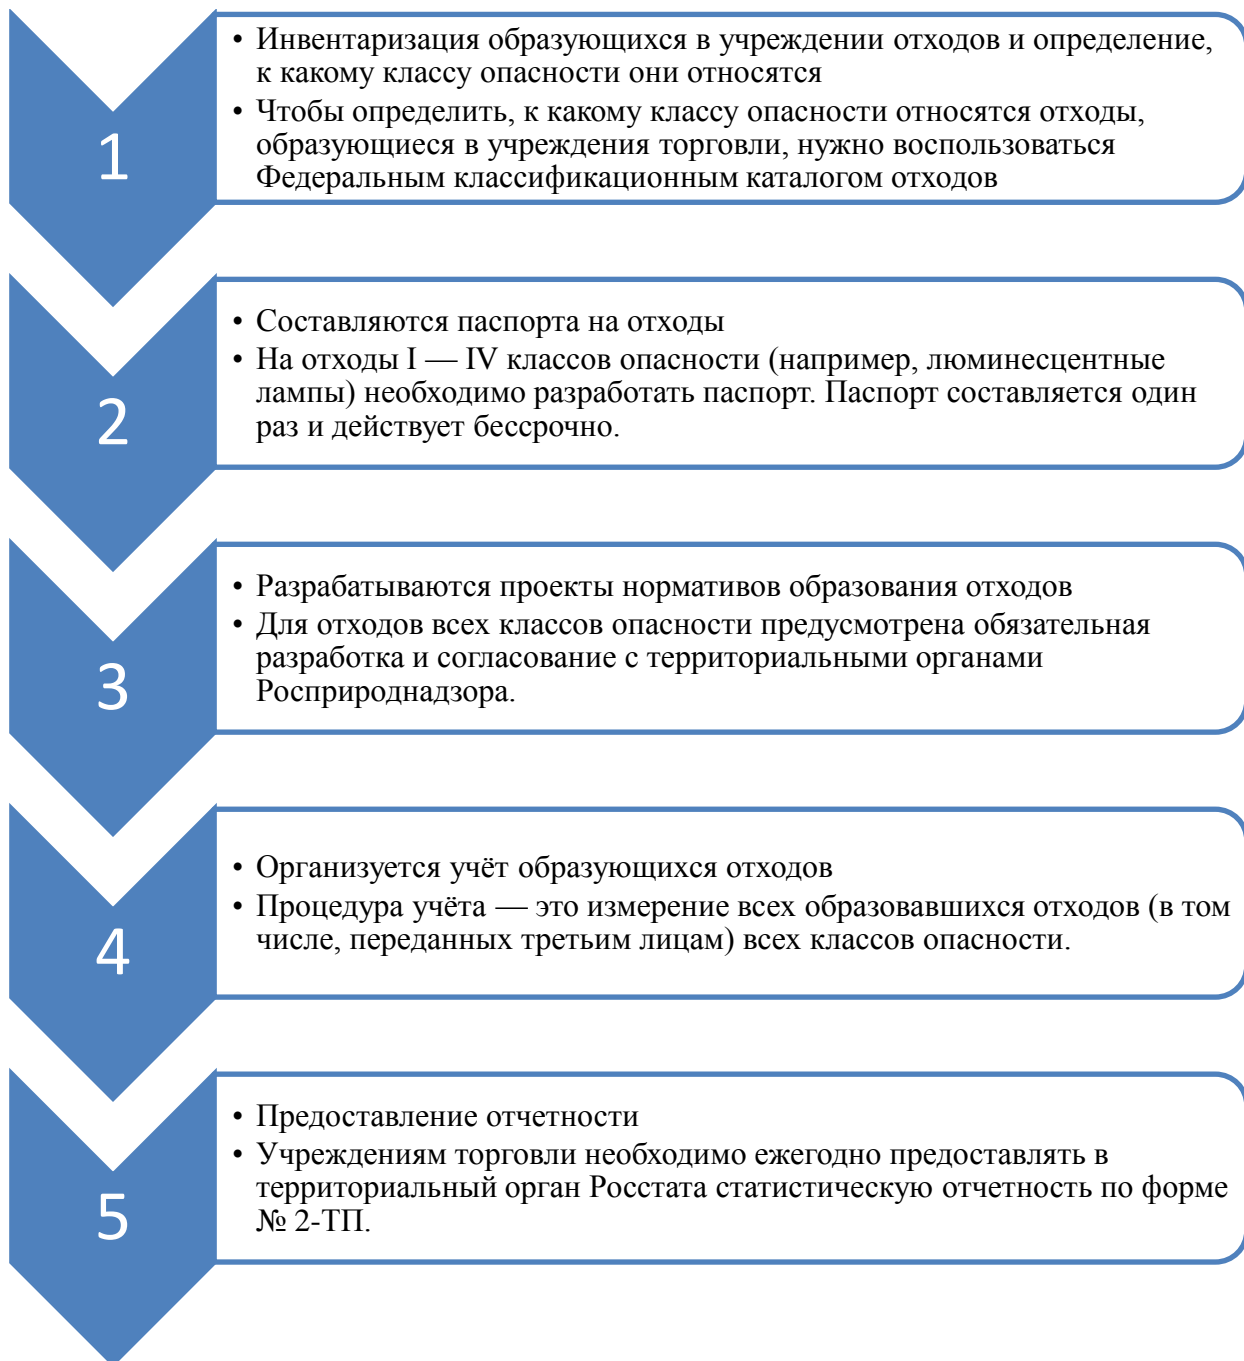 1
• Инвентаризация образующихся в учреждении отходов и определение,
к какому классу опасности они относятся
• Чтобы определить, к какому классу опасности относятся отходы,
образующиеся в учреждения торговли, нужно воспользоваться
Федеральным классификационным каталогом отходов
2
• Составляются паспорта на отходы
• На отходы I — IV классов опасности (например, люминесцентные
лампы) необходимо разработать паспорт. Паспорт составляется один
раз и действует бессрочно.
3
• Разрабатываются проекты нормативов образования отходов
• Для отходов всех классов опасности предусмотрена обязательная
разработка и согласование с территориальными органами
Росприроднадзора.
4
• Организуется учёт образующихся отходов
• Процедура учёта — это измерение всех образовавшихся отходов (в том
числе, переданных третьим лицам) всех классов опасности.
5
• Предоставление отчетности
• Учреждениям торговли необходимо ежегодно предоставлять в
территориальный орган Росстата статистическую отчетность по форме
№ 2-ТП.